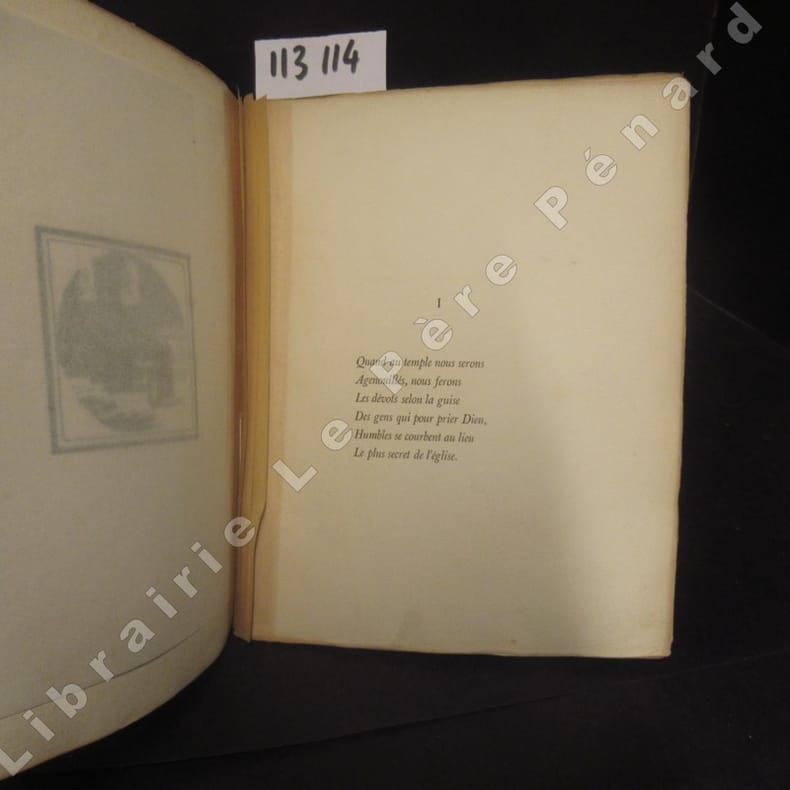 113 114
I
Quand au temple nous serons
Agenouillés, nous ferons
Les dévots selon la guise
Des gens qui pour prier Dieu,
Humbles se courbent au lieu
Le plus secret de l'église.
Librairie Le Père Pénard